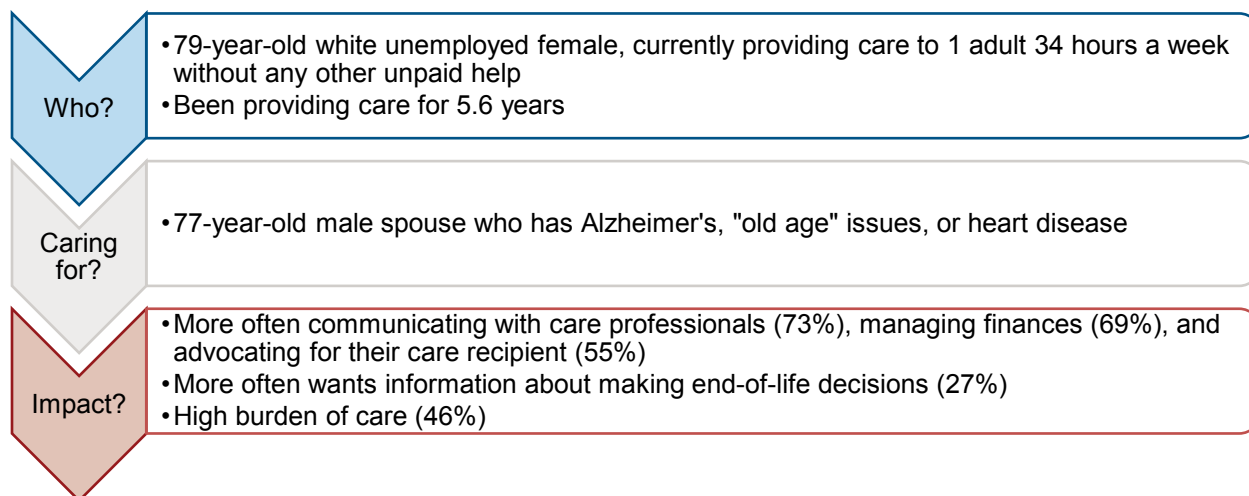 Who?
•79-year-old white unemployed female, currently providing care to 1 adult 34 hours a week
without any other unpaid help
•Been providing care for 5.6 years
Caring
for?
•77-year-old male spouse who has Alzheimer's, "old age" issues, or heart disease
Impact?
•More often communicating with care professionals (73%), managing finances (69%), and
advocating for their care recipient (55%)
•More often wants information about making end-of-life decisions (27%)
•High burden of care (46%)